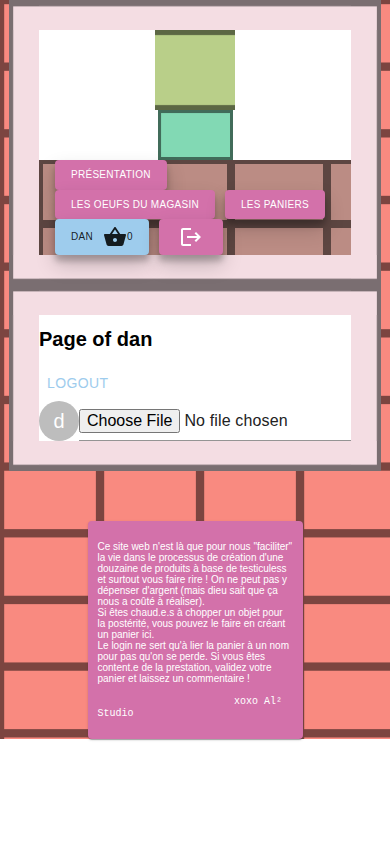 PRÉSENTATION
LES OEUFS DU MAGASIN
LES PANIERS
DAN 0
Page of dan
LOGOUT
d
Choose File No file chosen
Ce site web n'est là que pour nous "faciliter"
la vie dans le processus de création d'une
douzaine de produits à base de testicules
et surtout vous faire rire ! On ne peut pas y
dépenser d'argent (mais dieu sait que ça
nous a coûté à réaliser).
Si êtes chaud.e.s à chopper un objet pour
la postérité, vous pouvez le faire en créant
un panier ici.
Le login ne sert qu'à lier la panier à un nom
pour pas qu'on se perde. Si vous êtes
content.e de la prestation, validez votre
panier et laissez un commentaire !
xoxo Al²
Studio